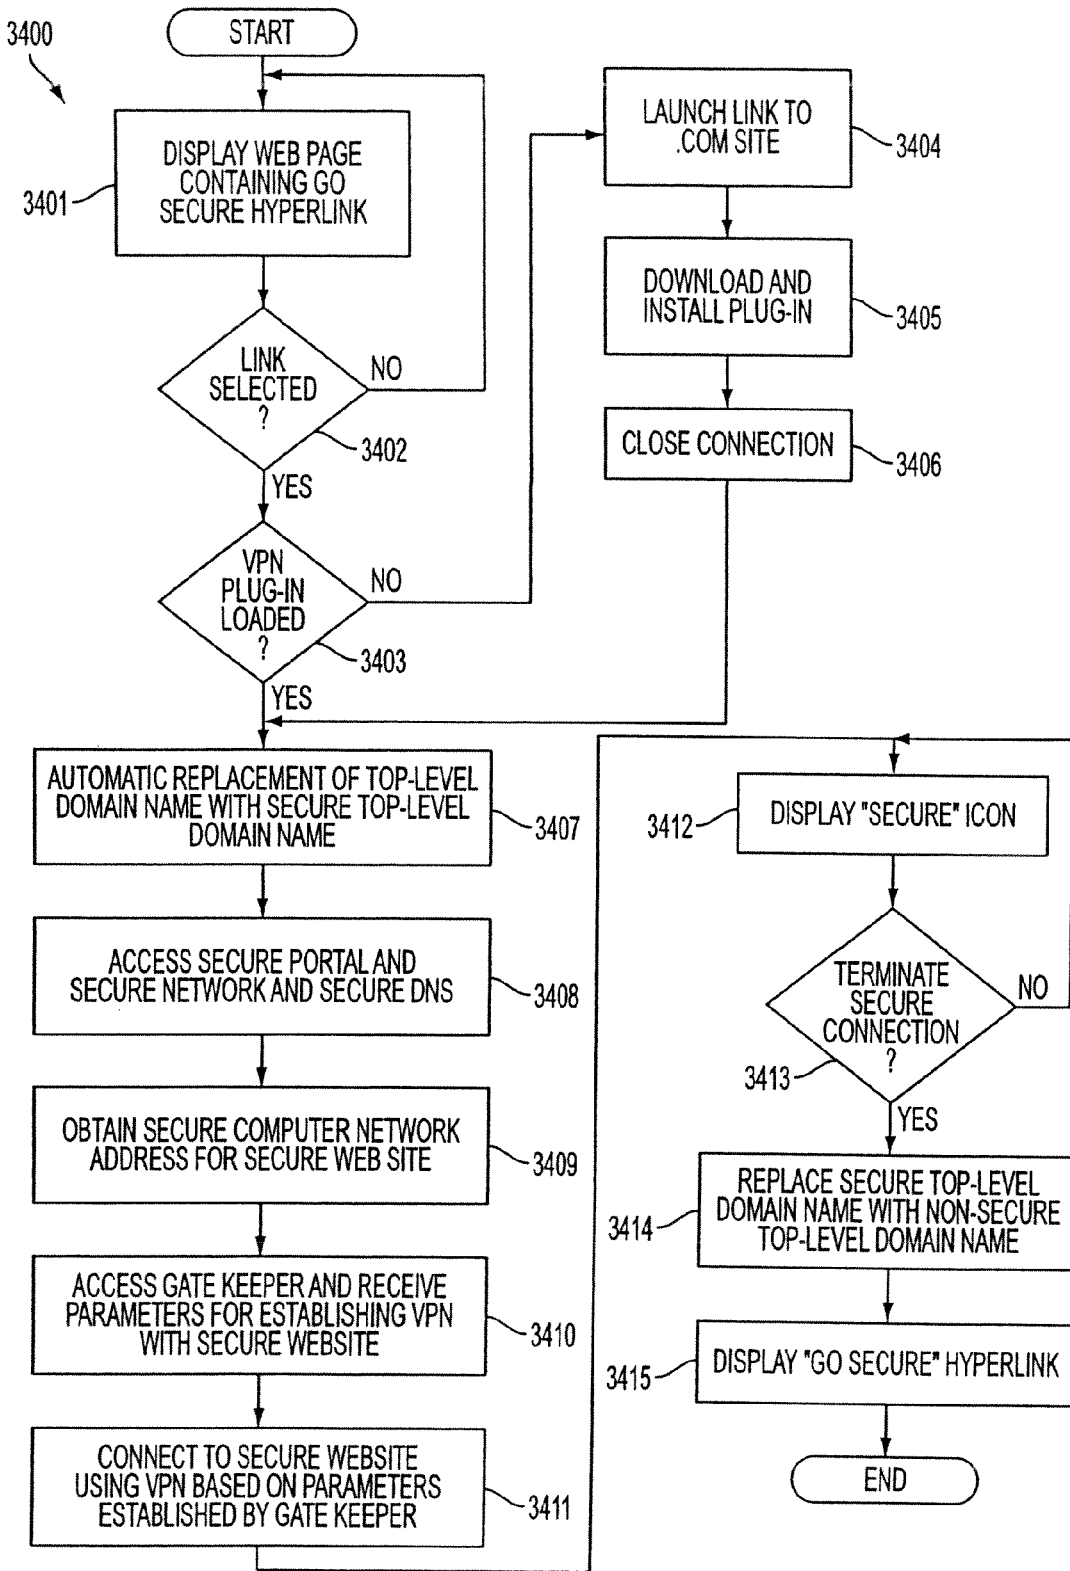 3400
START
3401
DISPLAY WEB PAGE
CONTAINING GO
SECURE HYPERLINK
LINK
SELECTED
?
NO
3402
YES
VPN
PLUG-IN
LOADED
?
NO
3403
YES
LAUNCH LINK TO
.COM SITE
3404
DOWNLOAD AND
INSTALL PLUG-IN
3405
CLOSE CONNECTION
3406
AUTOMATIC REPLACEMENT OF TOP-LEVEL
DOMAIN NAME WITH SECURE TOP-LEVEL
DOMAIN NAME
3407
ACCESS SECURE PORTAL AND
SECURE NETWORK AND SECURE DNS
3408
OBTAIN SECURE COMPUTER NETWORK
ADDRESS FOR SECURE WEB SITE
3409
ACCESS GATE KEEPER AND RECEIVE
PARAMETERS FOR ESTABLISHING VPN
WITH SECURE WEBSITE
3410
CONNECT TO SECURE WEBSITE
USING VPN BASED ON PARAMETERS
ESTABLISHED BY GATE KEEPER
3411
3412
DISPLAY "SECURE" ICON
TERMINATE
SECURE
CONNECTION
?
NO
3413
YES
3414
REPLACE SECURE TOP-LEVEL
DOMAIN NAME WITH NON-SECURE
TOP-LEVEL DOMAIN NAME
3415
DISPLAY "GO SECURE" HYPERLINK
END